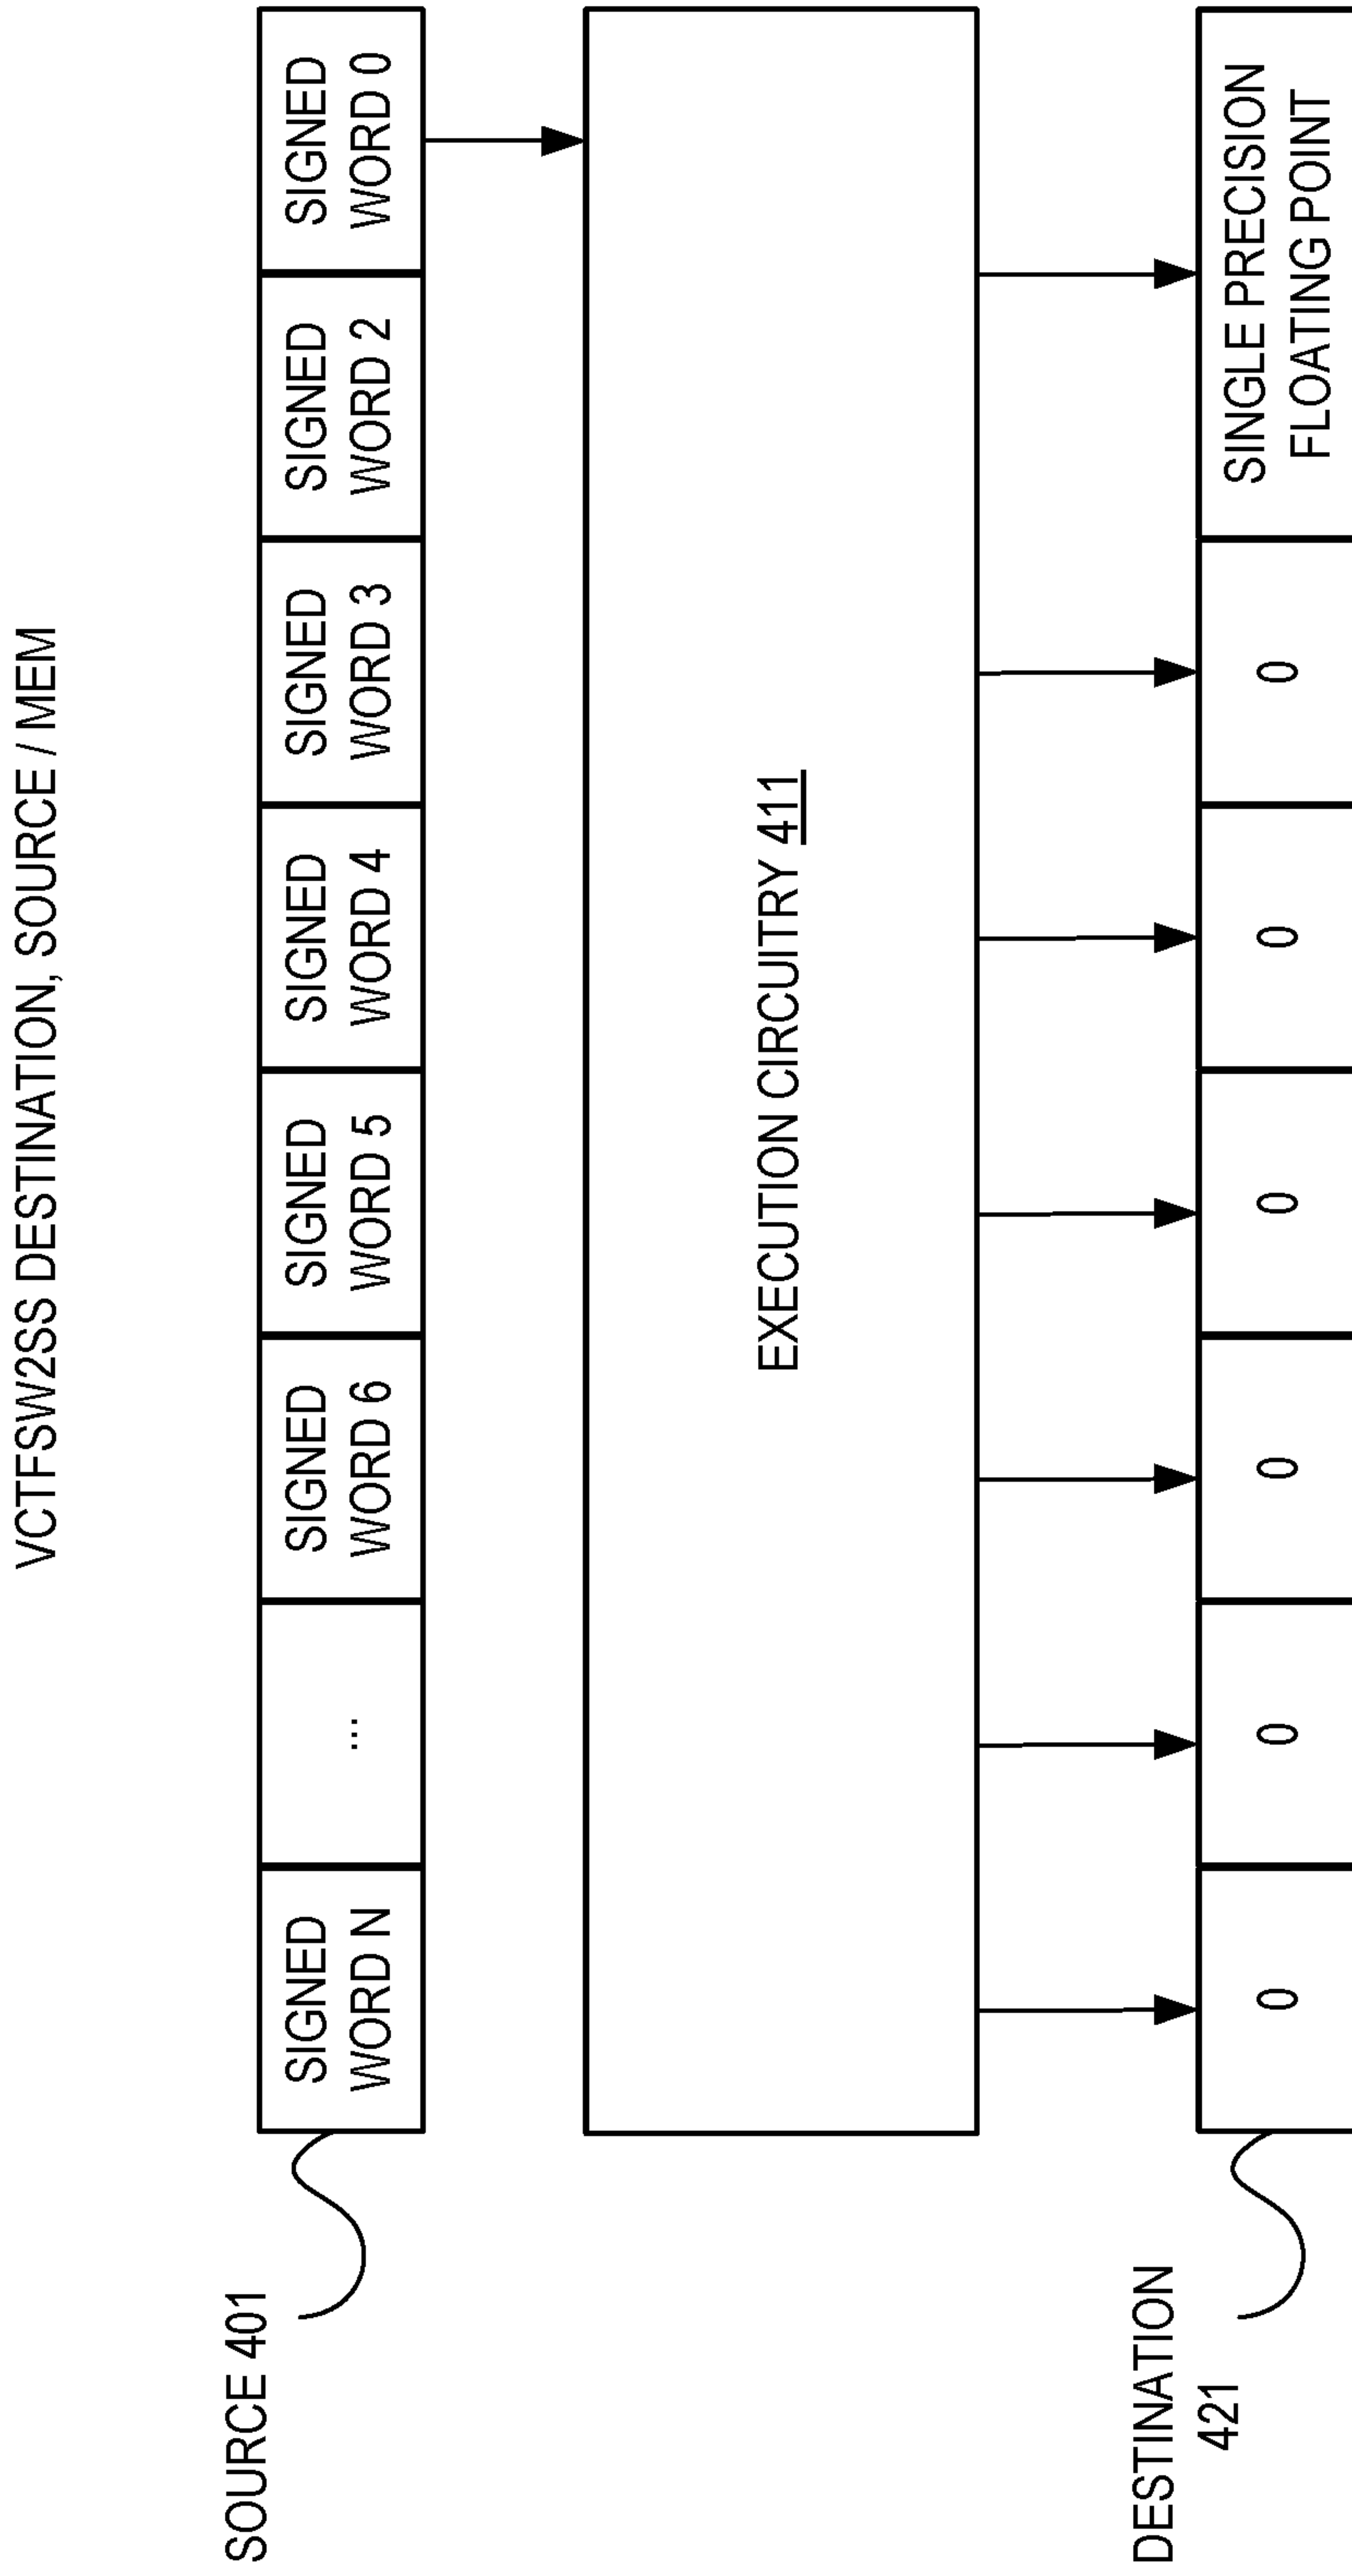 VCTFSW2SS DESTINATION, SOURCE / MEM
SOURCE 401
SIGNED
WORD N
...
SIGNED
WORD 6
SIGNED
WORD 5
SIGNED
WORD 4
SIGNED
WORD 3
SIGNED
WORD 2
SIGNED
WORD 0
EXECUTION CIRCUITRY 411
DESTINATION
421
0
0
0
0
0
0
SINGLE PRECISION
FLOATING POINT